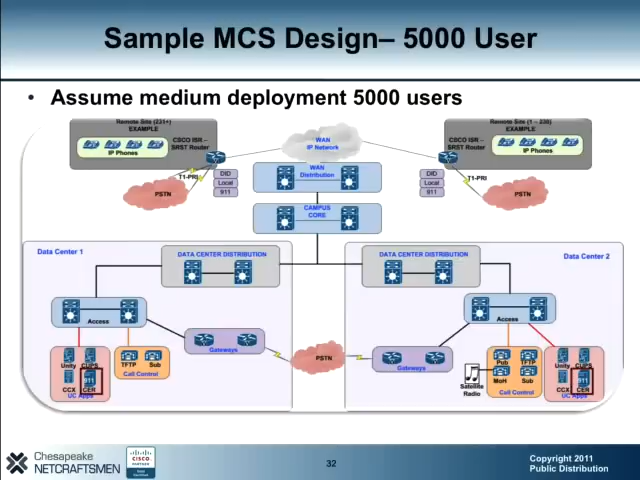 Sample MCS Design– 5000 User
• Assume medium deployment 5000 users
Remote Site (231+)
EXAMPLE
IP Phones
CSCO ISR –
SRST Router
T1-PRI
PSTN
DID
Local
911
WAN
IP Network
WAN
Distribution
CAMPUS
CORE
Remote Site (1 – 230)
EXAMPLE
CSCO ISR –
SRST Router
IP Phones
DID
Local
911
T1-PRI
PSTN
Data Center 1
DATA CENTER DISTRIBUTION
Access
Unity CUPS
911
CCX CER
UC Apps
TFTP Sub
Call Control
Gateways
PSTN
DATA CENTER DISTRIBUTION
Data Center 2
Access
Gateways
Satellite
Radio
Pub TFTP
MoH Sub
Call Control
Unity CUPS
911
CCX CER
UC Apps
Chesapeake
NETCRAFTSMEN
CISCO
PARTNER
32
Copyright 2011
Public Distribution